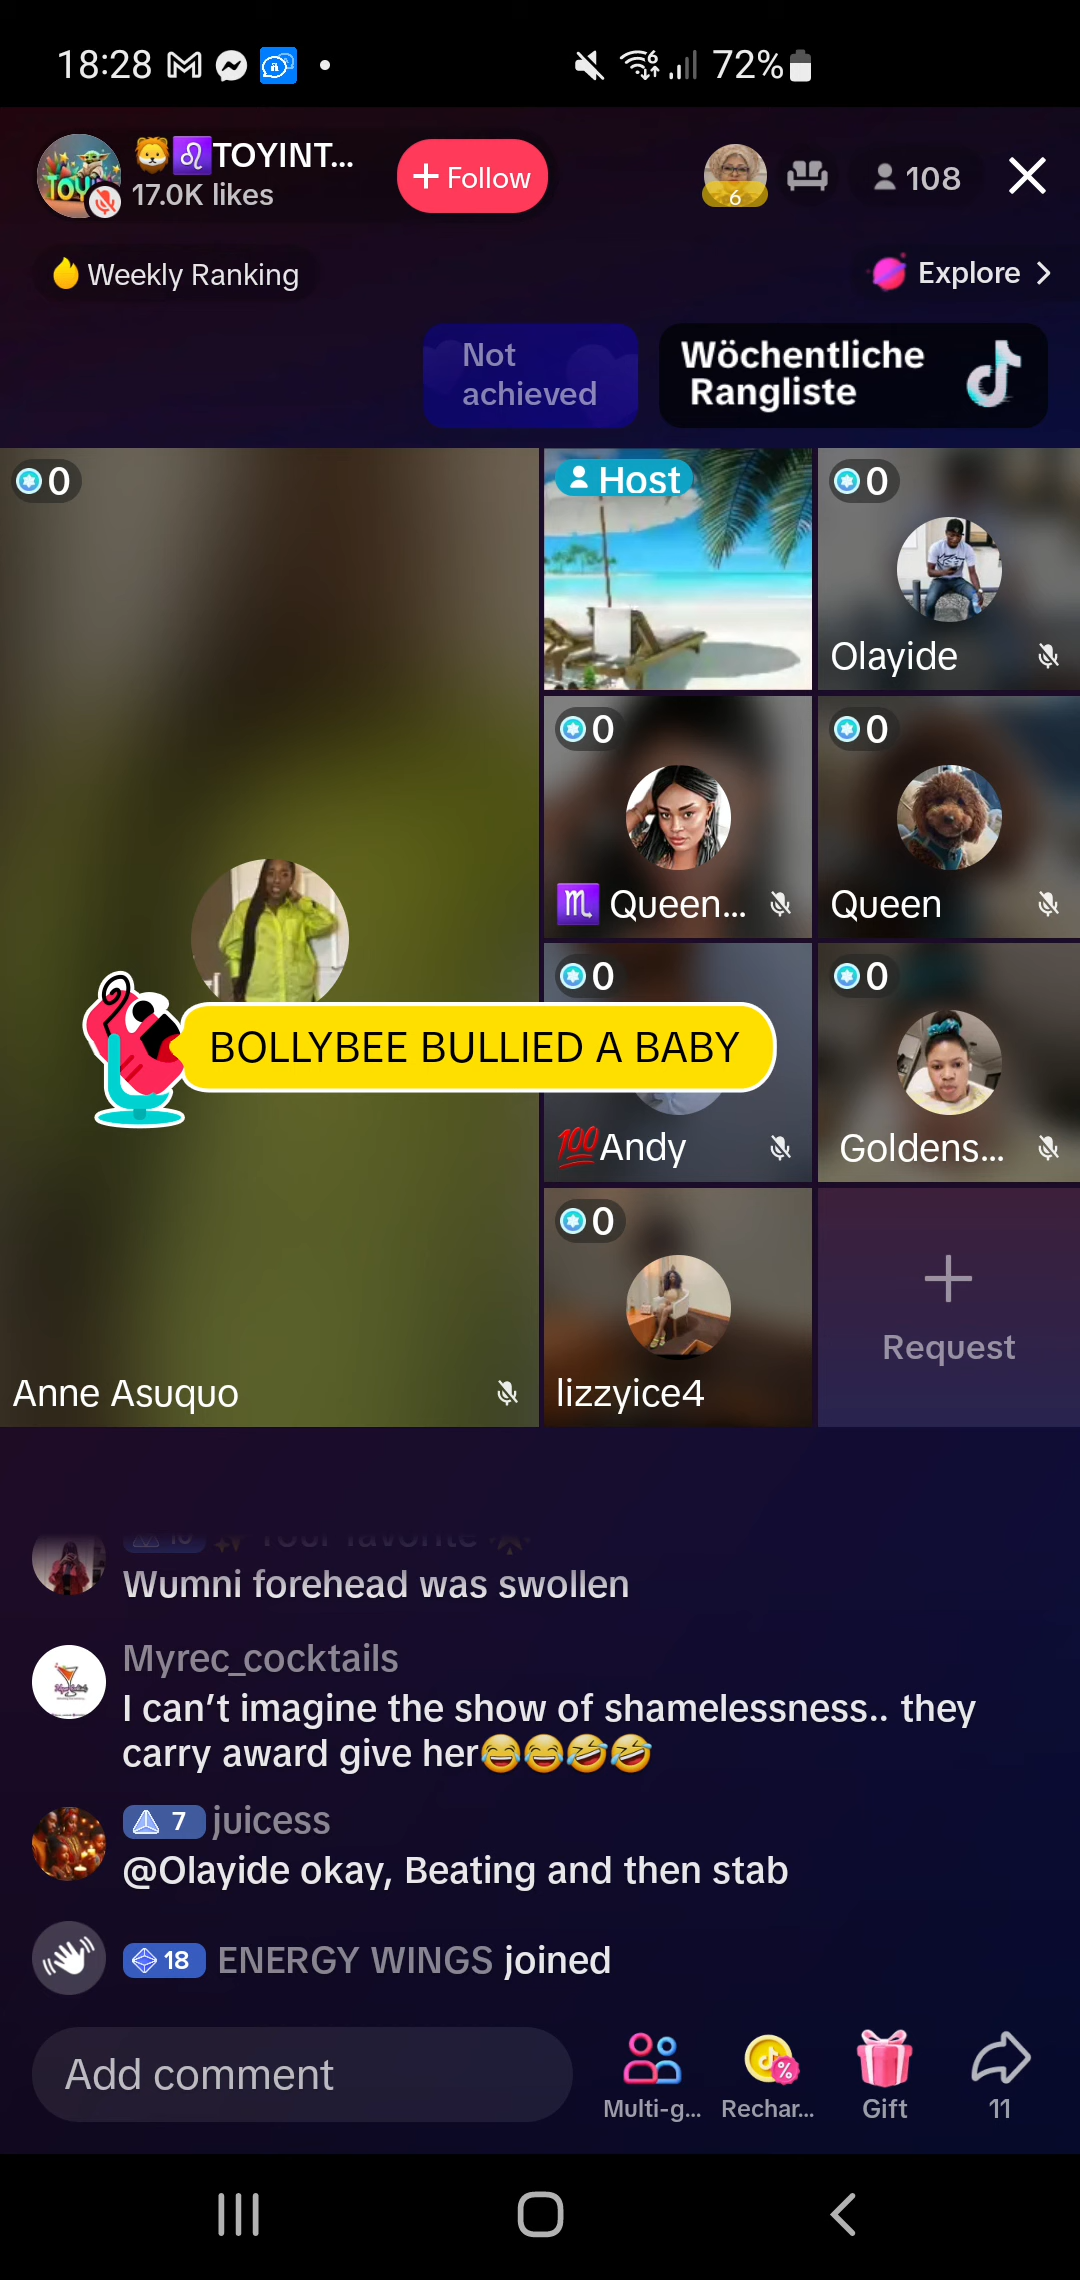 18:28
72%
TOYINT...
17.0K likes
+ Follow
6
108
Weekly Ranking
Explore
Not
achieved
Wöchentliche
Rangliste
0
Host
0
Olayide
0
0
Queen...
Queen
0
0
BOLLYBEE BULLIED A BABY
💯Andy
Goldens...
0
Request
Anne Asuquo
lizzyice4
Wumni forehead was swollen
Myrec_cocktails
I can't imagine the show of shamelessness.. they
carry award give her😂😂🤣🤣
7 juicess
@Olayide okay, Beating and then stab
18 ENERGY WINGS joined
Add comment
Multi-g...
Rechar...
Gift
11